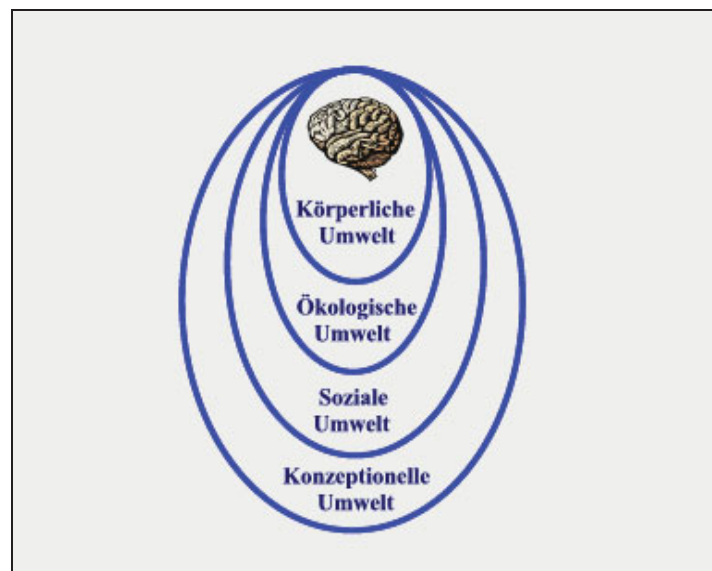 Körperliche
Umwelt
Ökologische
Umwelt
Soziale
Umwelt
Konzeptionelle
Umwelt